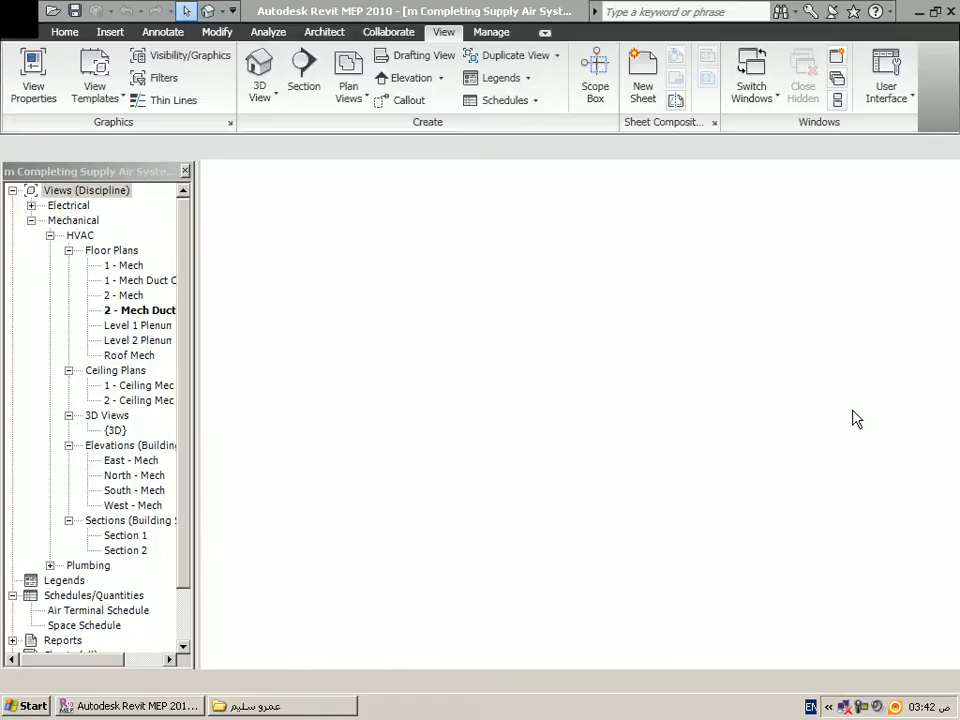 Autodesk Revit MEP 2010 - [m Completing Supply Air Syst...
Type a keyword or phrase
Home Insert Annotate Modify Analyze Architect Collaborate View Manage
View Properties
View Templates
Visibility/Graphics
Filters
Thin Lines
3D View
Section
Plan Views
Drafting View
Elevation
Callout
Duplicate View
Legends
Schedules
Scope Box
New Sheet
Switch Windows
Close Hidden
User Interface
Graphics
Create
Sheet Composit...
Windows
m Completing Supply Air Syste...
Views (Discipline)
Electrical
Mechanical
HVAC
Floor Plans
1 - Mech
1 - Mech Duct C
2 - Mech
2 - Mech Duct
Level 1 Plenum
Level 2 Plenum
Roof Mech
Ceiling Plans
1 - Ceiling Mec
2 - Ceiling Mec
3D Views
{3D}
Elevations (Building
East - Mech
North - Mech
South - Mech
West - Mech
Sections (Building
Section 1
Section 2
Plumbing
Legends
Schedules/Quantities
Air Terminal Schedule
Space Schedule
Reports
Start
Autodesk Revit MEP 201...
عمرو سليم
EN
03:42 ص